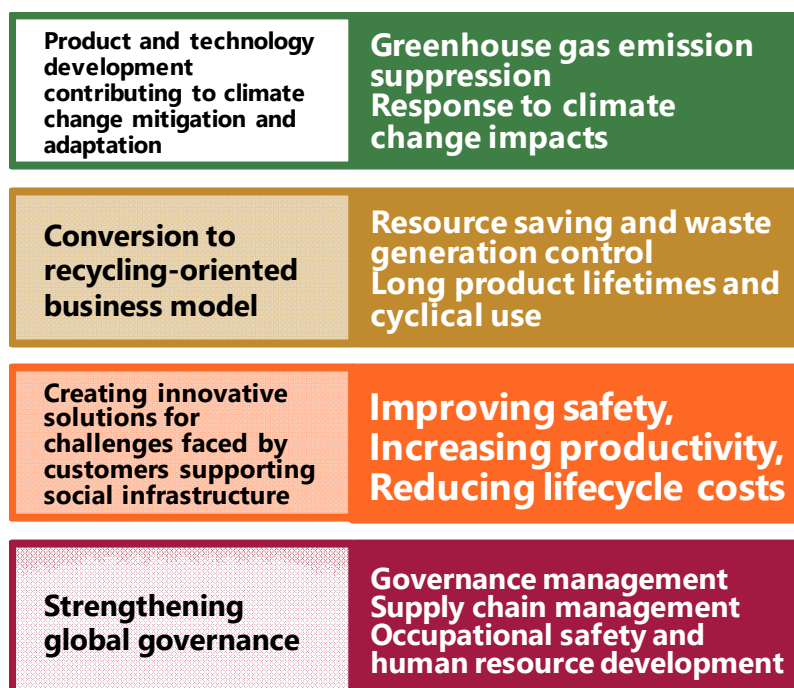 Product and technology
development
contributing to climate
change mitigation and
adaptation
Greenhouse gas emission
suppression
Response to climate
change impacts
Conversion to
recycling-oriented
business model
Resource saving and waste
generation control
Long product lifetimes and
cyclical use
Creating innovative
solutions for
challenges faced by
customers supporting
social infrastructure
Improving safety,
Increasing productivity,
Reducing lifecycle costs
Strengthening
global governance
Governance management
Supply chain management
Occupational safety and
human resource development